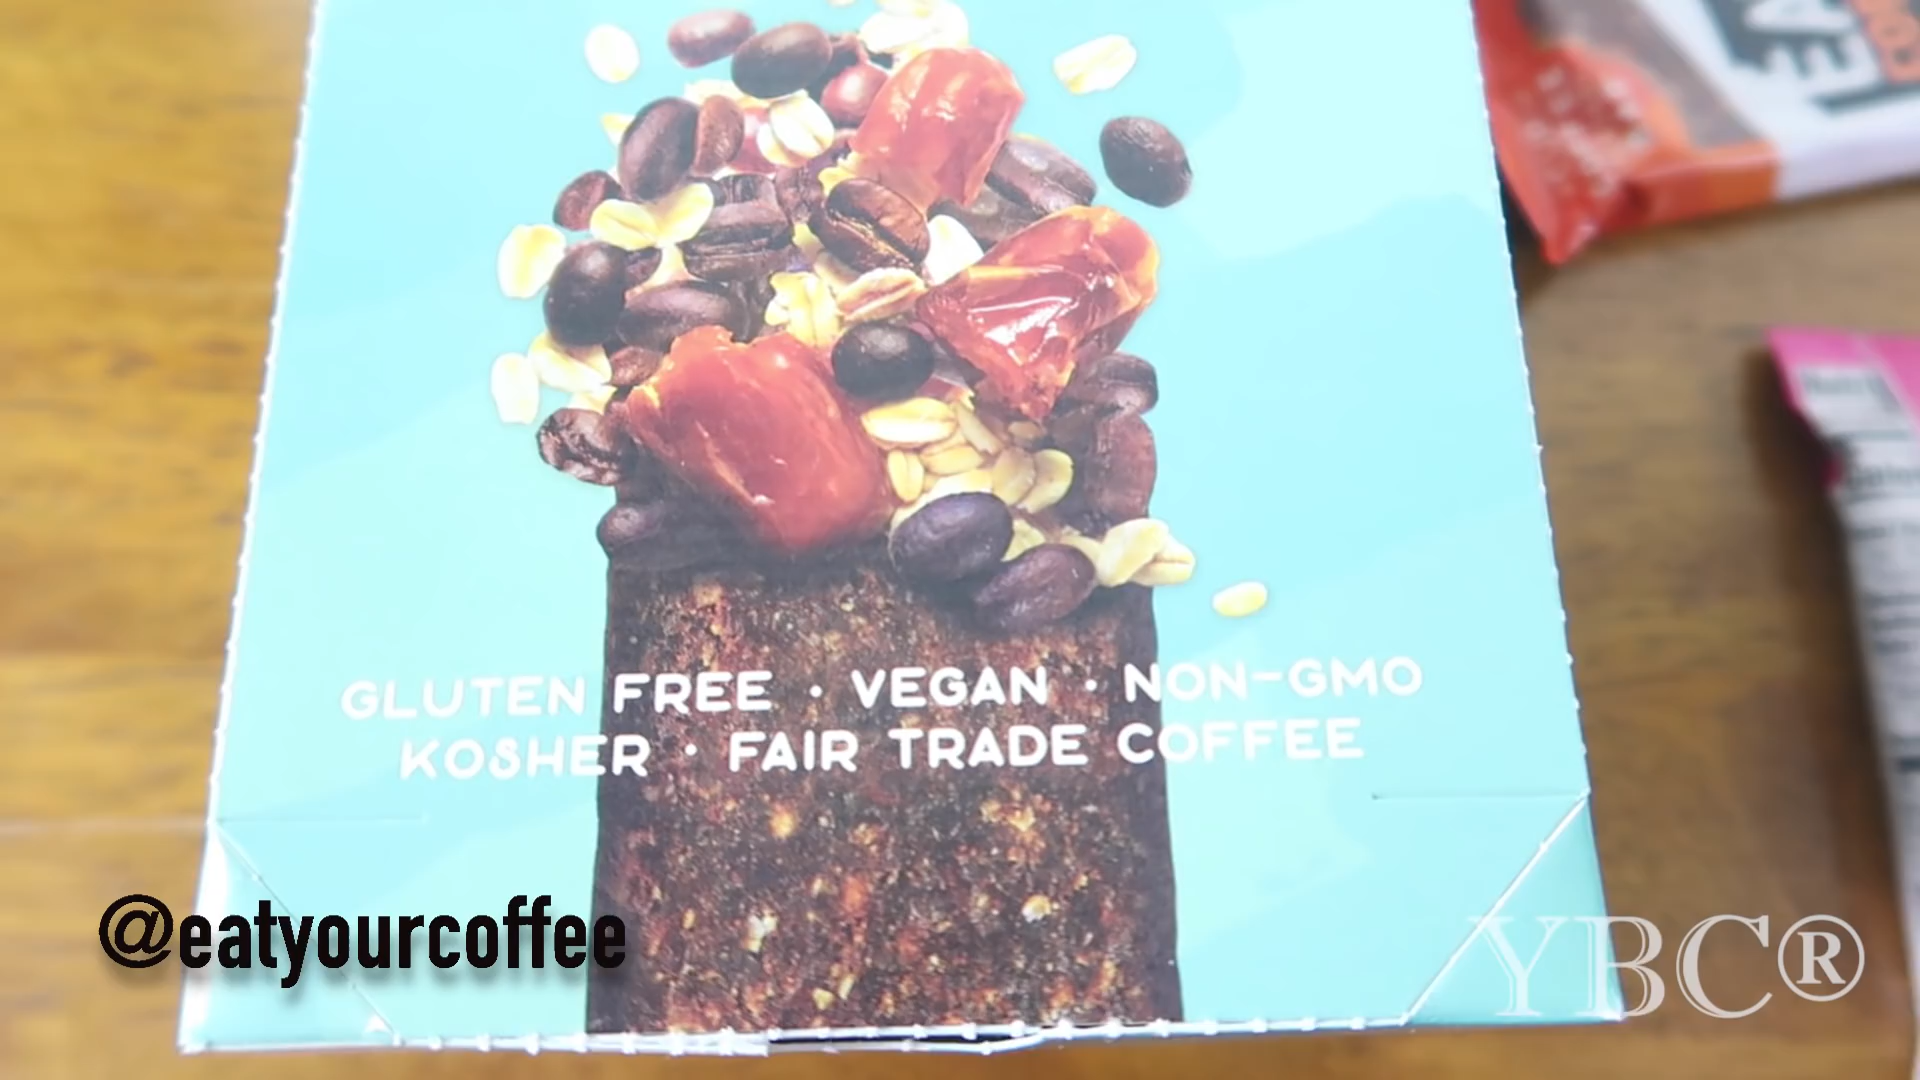 GLUTEN FREE · VEGAN · NON-GMO
KOSHER · FAIR TRADE COFFEE
@eatyourcoffee
YBC®